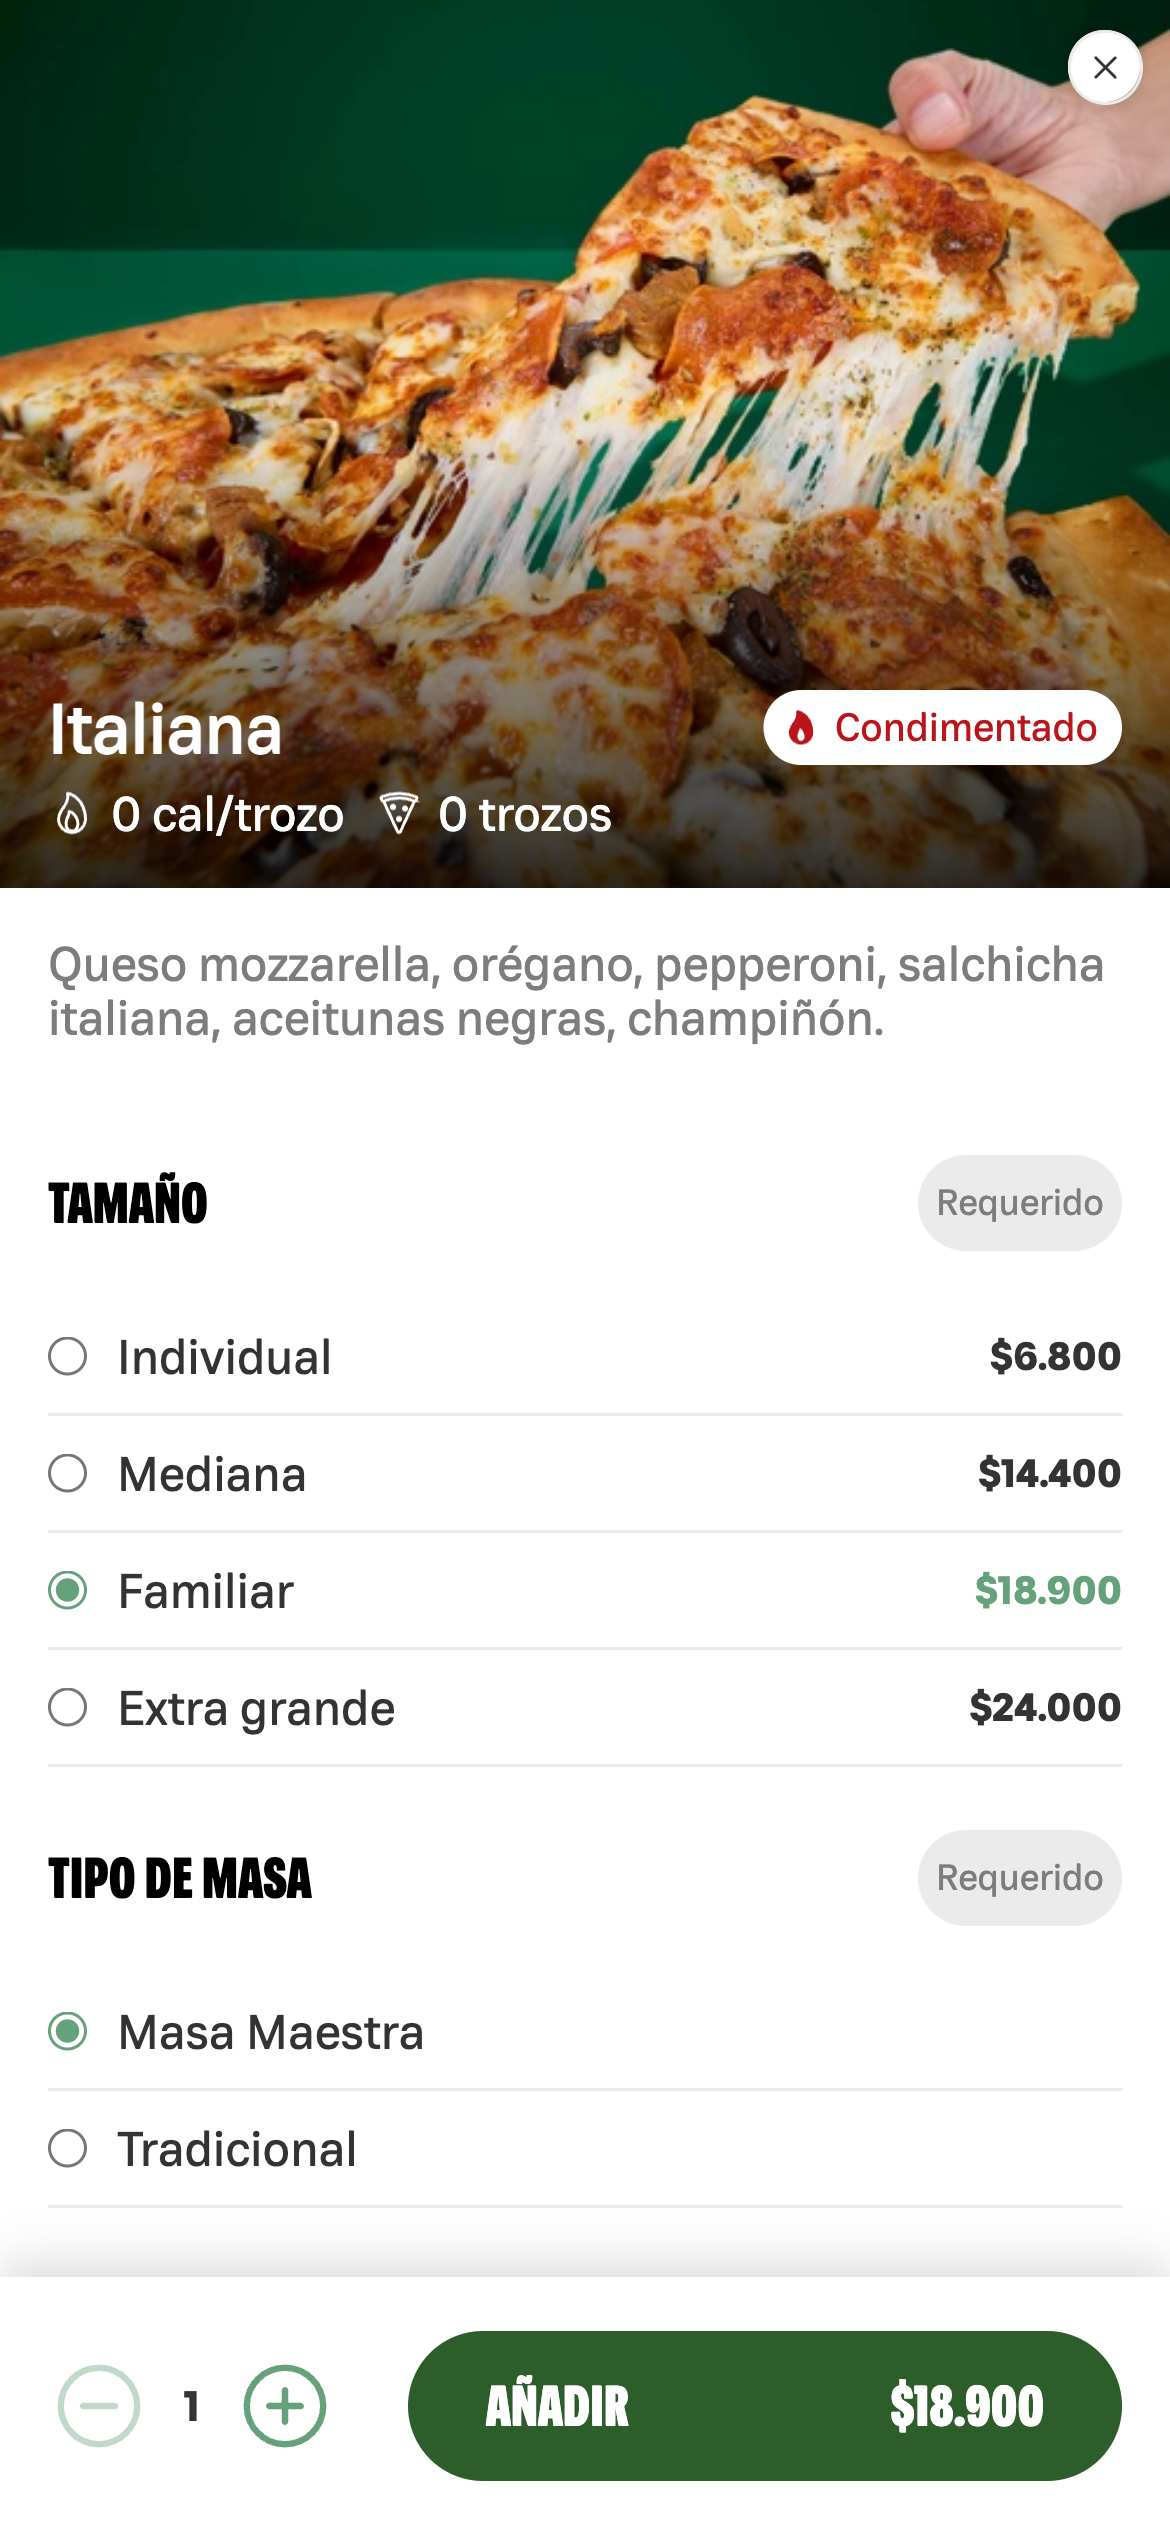 Italiana
Condimentado
0 cal/trozo 0 trozos
Queso mozzarella, orégano, pepperoni, salchicha
italiana, aceitunas negras, champiñón.
TAMAÑO
Requerido
Individual $6.800
Mediana $14.400
Familiar $18.900
Extra grande $24.000
TIPO DE MASA
Requerido
Masa Maestra
Tradicional
1
AÑADIR $18.900